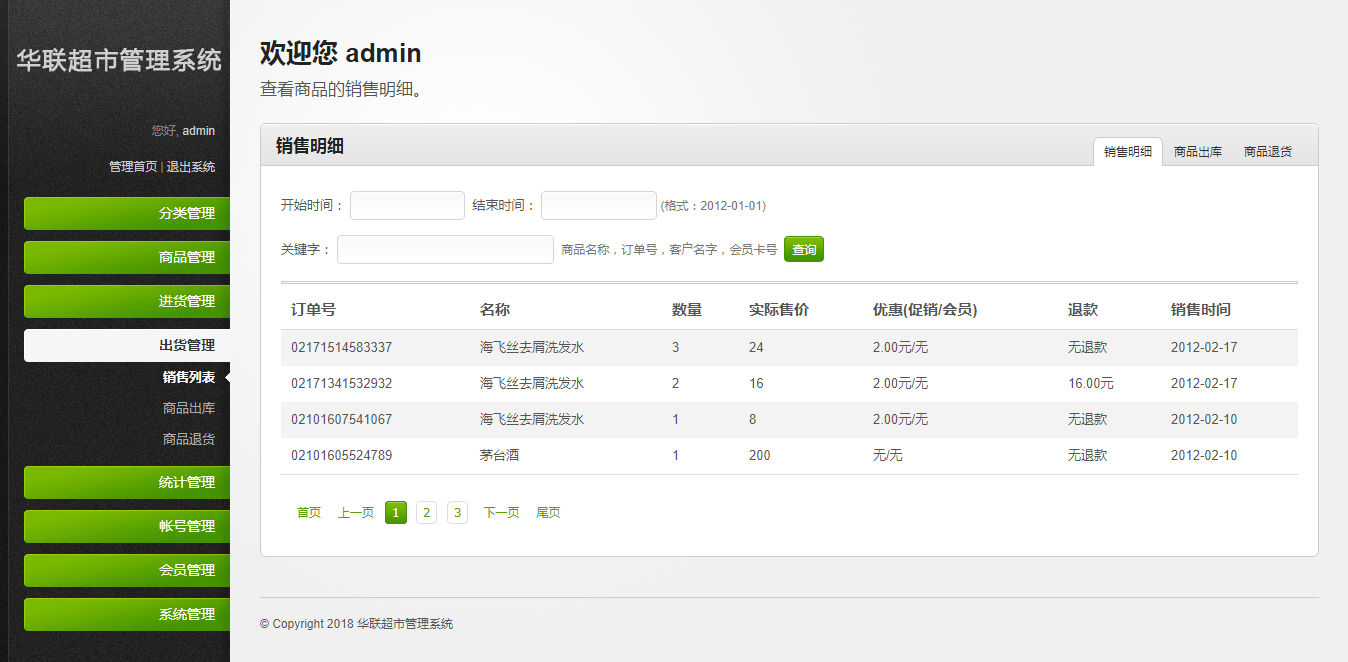 华联超市管理系统
您好, admin
管理首页 | 退出系统
分类管理
商品管理
进货管理
出货管理
销售列表
商品出库
商品退货
统计管理
帐号管理
会员管理
系统管理
欢迎您 admin
查看商品的销售明细。
销售明细 销售明细 商品出库 商品退货
开始时间： 结束时间： (格式：2012-01-01)
关键字： 商品名称，订单号，客户名字，会员卡号 查询
订单号 名称 数量 实际售价 优惠(促销/会员) 退款 销售时间
02171514583337 海飞丝去屑洗发水 3 24 2.00元/无 无退款 2012-02-17
02171341532932 海飞丝去屑洗发水 2 16 2.00元/无 16.00元 2012-02-17
02101607541067 海飞丝去屑洗发水 1 8 2.00元/无 无退款 2012-02-10
02101605524789 茅台酒 1 200 无/无 无退款 2012-02-10
首页 上一页 1 2 3 下一页 尾页
© Copyright 2018 华联超市管理系统